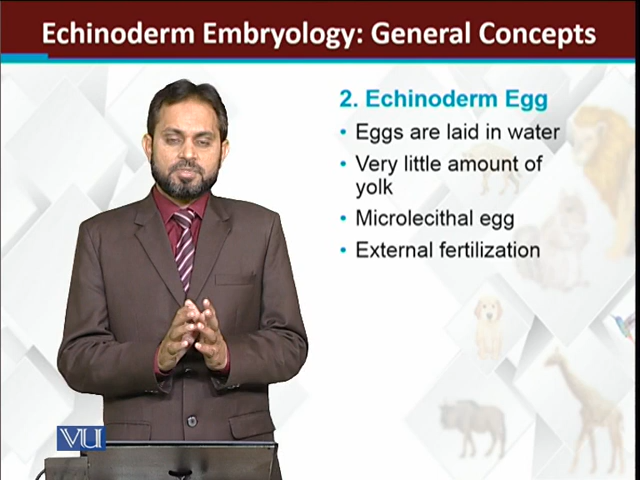 Echinoderm Embryology: General Concepts
2. Echinoderm Egg
• Eggs are laid in water
• Very little amount of
yolk
• Microlecithal egg
• External fertilization
VU